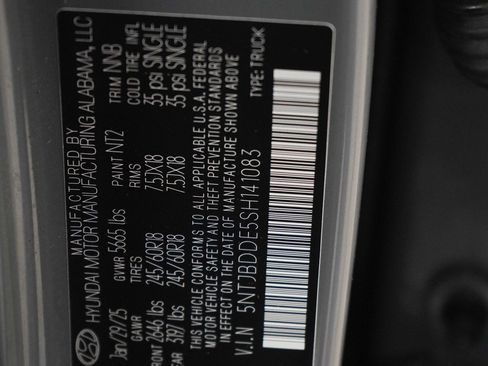 MANUFACTURED BY
HYUNDAI MOTOR MANUFACTURING ALABAMA, LLC
Jan/29/25 GVWR 5665 lbs PAINT NT2 TRIM NNB
GAWR TIRES RIMS COLD TIRE INFL
FRONT 2646 lbs 245/60R18 7.5JX18 35 psi SINGLE
REAR 3197 lbs 245/60R18 7.5JX18 35 psi SINGLE
THIS VEHICLE CONFORMS TO ALL APPLICABLE U.S.A. FEDERAL
MOTOR VEHICLE SAFETY AND THEFT PREVENTION STANDARDS
IN EFFECT ON THE DATE OF MANUFACTURE SHOWN ABOVE
V.I.N 5NTJBDDE5SH141083 TYPE:TRUCK